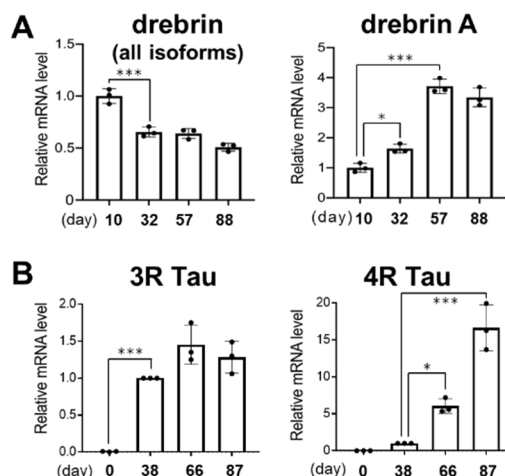 A
drebrin
(all isoforms)
Relative mRNA level
1.5
1.0
0.5
0
***
(day) 10 32 57 88
drebrin A
Relative mRNA level
5
4
3
2
1
0
***
*
(day) 10 32 57 88
B
3R Tau
Relative mRNA level
2.0
1.5
1.0
0.5
0.0
***
(day) 0 38 66 87
4R Tau
Relative mRNA level
20
15
10
5
0
***
*
(day) 0 38 66 87